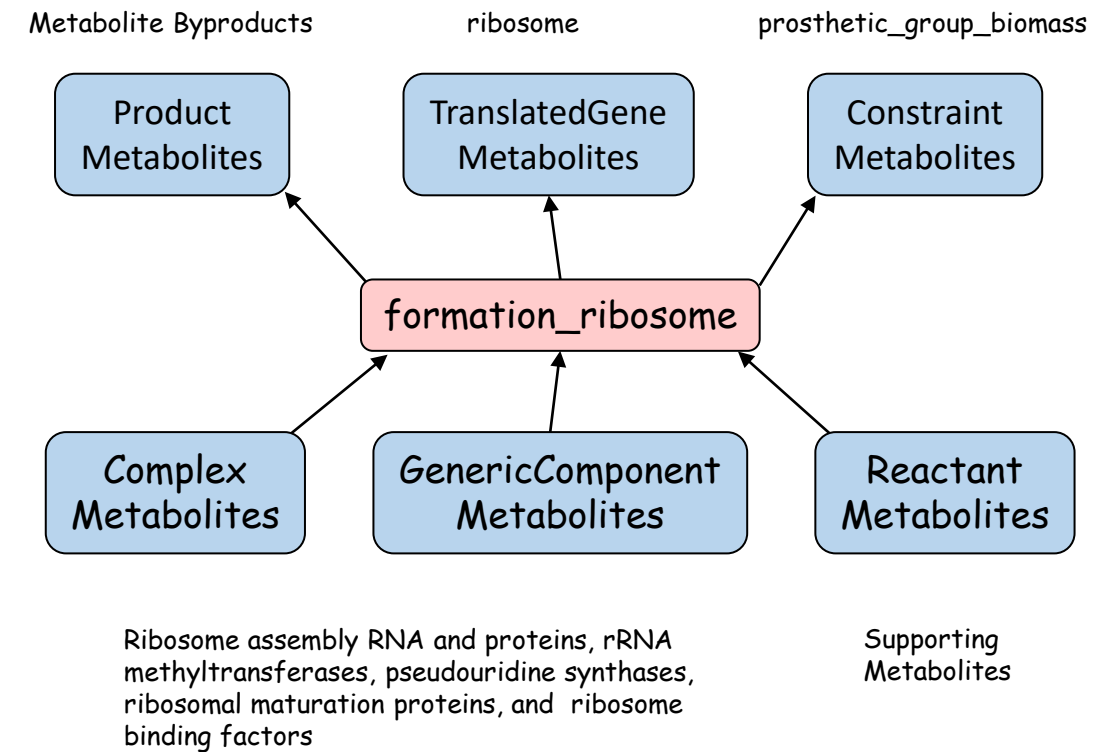 Metabolite Byproducts
ribosome
prosthetic_group_biomass
Product
Metabolites
TranslatedGene
Metabolites
Constraint
Metabolites
formation_ribosome
Complex
Metabolites
GenericComponent
Metabolites
Reactant
Metabolites
Ribosome assembly RNA and proteins, rRNA
methyltransferases, pseudouridine synthases,
ribosomal maturation proteins, and ribosome
binding factors
Supporting
Metabolites